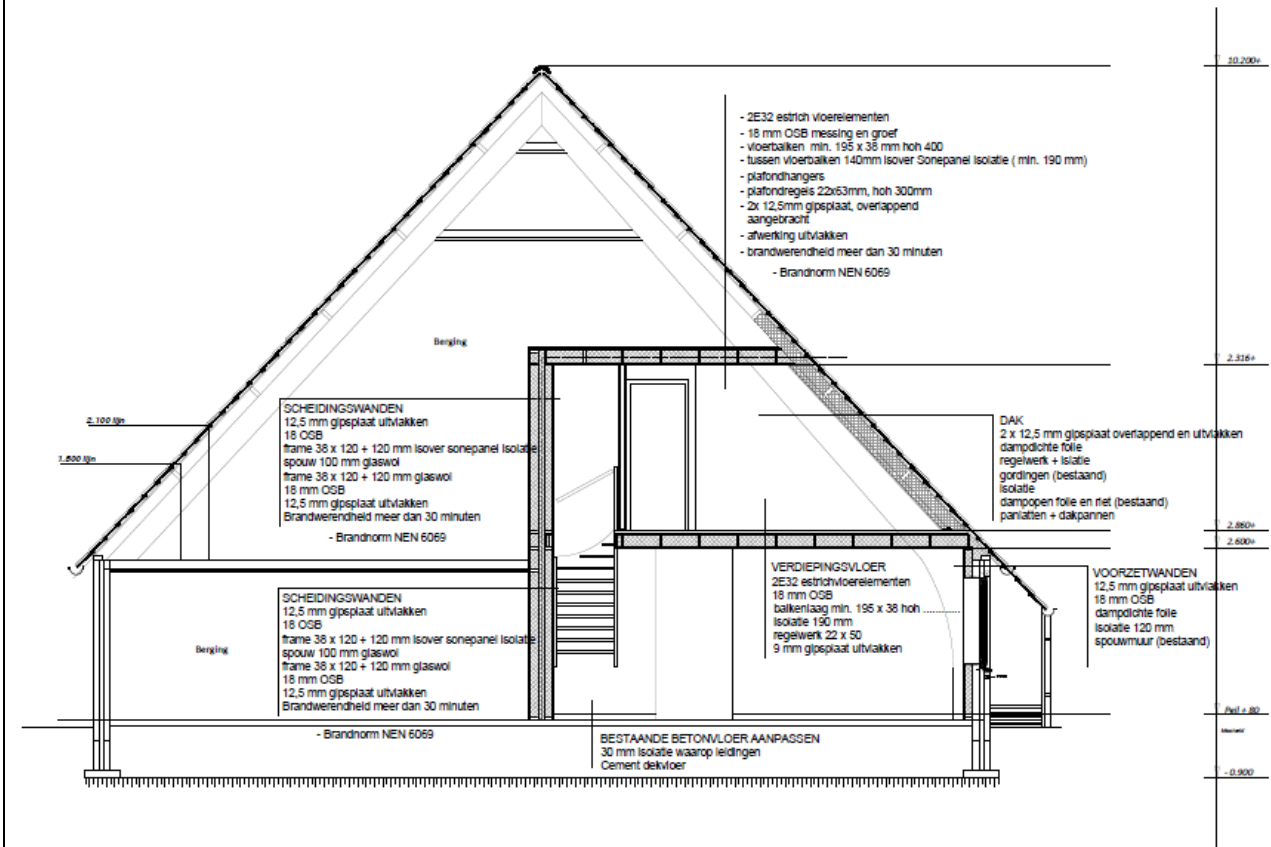 10.200+
- 2E32 estrich vloerelementen
- 18 mm OSB messing en groef
- vloerbalken min. 195 x 38 mm hoh 400
- tussen vloerbalken 140mm Isover Sonepanel Isolatie ( min. 190 mm)
- plafondhangers
- plafondregels 22x63mm, hoh 300mm
- 2x 12,5mm gipsplaat, overlappend
aangebracht
- afwerking uitvlakken
- brandwerendheid meer dan 30 minuten
- Brandnorm NEN 6069
Berging
2.316+
SCHEIDINGSWANDEN
12,5 mm gipsplaat uitvlakken
18 OSB
frame 38 x 120 + 120 mm Isover sonepanel Isolatie
spouw 100 mm glaswol
frame 38 x 120 + 120 mm glaswol
18 mm OSB
12,5 mm gipsplaat uitvlakken
Brandwerendheid meer dan 30 minuten
- Brandnorm NEN 6069
2.100 lijn
1.800 lijn
DAK
2 x 12,5 mm gipsplaat overlappend en uitvlakken
dampdichte folie
regelwerk + Islatie
gordingen (bestaand)
Isolatie
dampopen folie en riet (bestaand)
panlatten + dakpannen
2.860+
2.600+
VERDIEPINGSVLOER
2E32 estrichvloerelementen
18 mm OSB
balkenlaag min. 195 x 38 hoh
Isolatie 190 mm
regelwerk 22 x 50
9 mm gipsplaat uitvlakken
VOORZETWANDEN
12,5 mm gipsplaat uitvlakken
18 mm OSB
dampdichte folie
Isolatie 120 mm
spouwmuur (bestaand)
SCHEIDINGSWANDEN
12,5 mm gipsplaat uitvlakken
18 OSB
frame 38 x 120 + 120 mm Isover sonepanel Isolatie
spouw 100 mm glaswol
frame 38 x 120 + 120 mm glaswol
18 mm OSB
12,5 mm gipsplaat uitvlakken
Brandwerendheid meer dan 30 minuten
- Brandnorm NEN 6069
Berging
Peil + 80
BESTAANDE BETONVLOER AANPASSEN
30 mm Isolatie waarop leidingen
Cement dekvloer
- 0.900